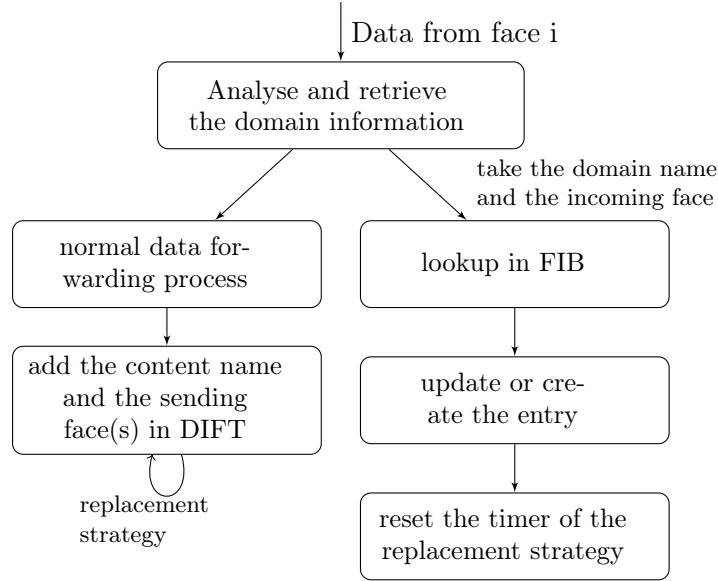 Data from face i
Analyse and retrieve
the domain information
take the domain name
and the incoming face
normal data for-
warding process
lookup in FIB
add the content name
and the sending
face(s) in DIFT
update or cre-
ate the entry
replacement
strategy
reset the timer of the
replacement strategy